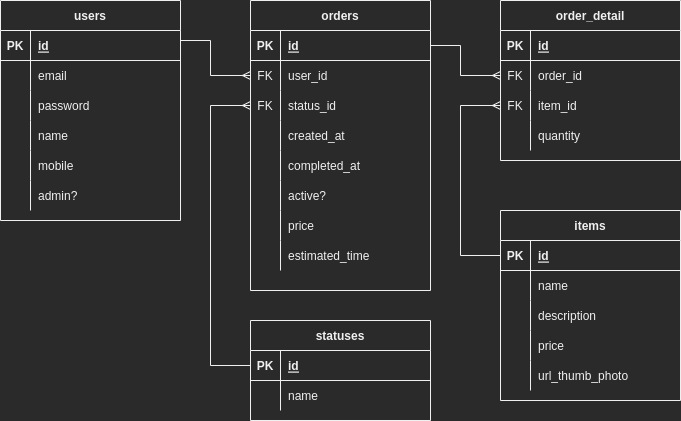 users
PK id
email
password
name
mobile
admin?
orders
PK id
FK user_id
FK status_id
created_at
completed_at
active?
price
estimated_time
statuses
PK id
name
order_detail
PK id
FK order_id
FK item_id
quantity
items
PK id
name
description
price
url_thumb_photo